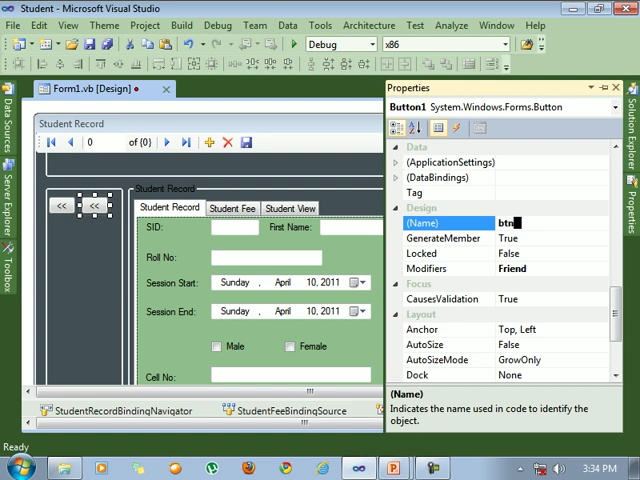 Student - Microsoft Visual Studio
File Edit View Theme Project Build Debug Team Data Tools Architecture Test Analyze Window Help
Debug x86
Form1.vb [Design]
Data Sources
Server Explorer
Toolbox
Student Record
0 of {0}
<< <<
Student Record
Student Record Student Fee Student View
SID: First Name:
Roll No:
Session Start: Sunday , April 10, 2011
Session End: Sunday , April 10, 2011
Male Female
Cell No:
StudentRecordBindingNavigator StudentFeeBindingSource
Properties
Button1 System.Windows.Forms.Button
Data
(ApplicationSettings)
(DataBindings)
Tag
Design
(Name) btn
GenerateMember True
Locked False
Modifiers Friend
Focus
CausesValidation True
Layout
Anchor Top, Left
AutoSize False
AutoSizeMode GrowOnly
Dock None
(Name)
Indicates the name used in code to identify the
object.
Solution Explorer
Properties
Ready
3:34 PM